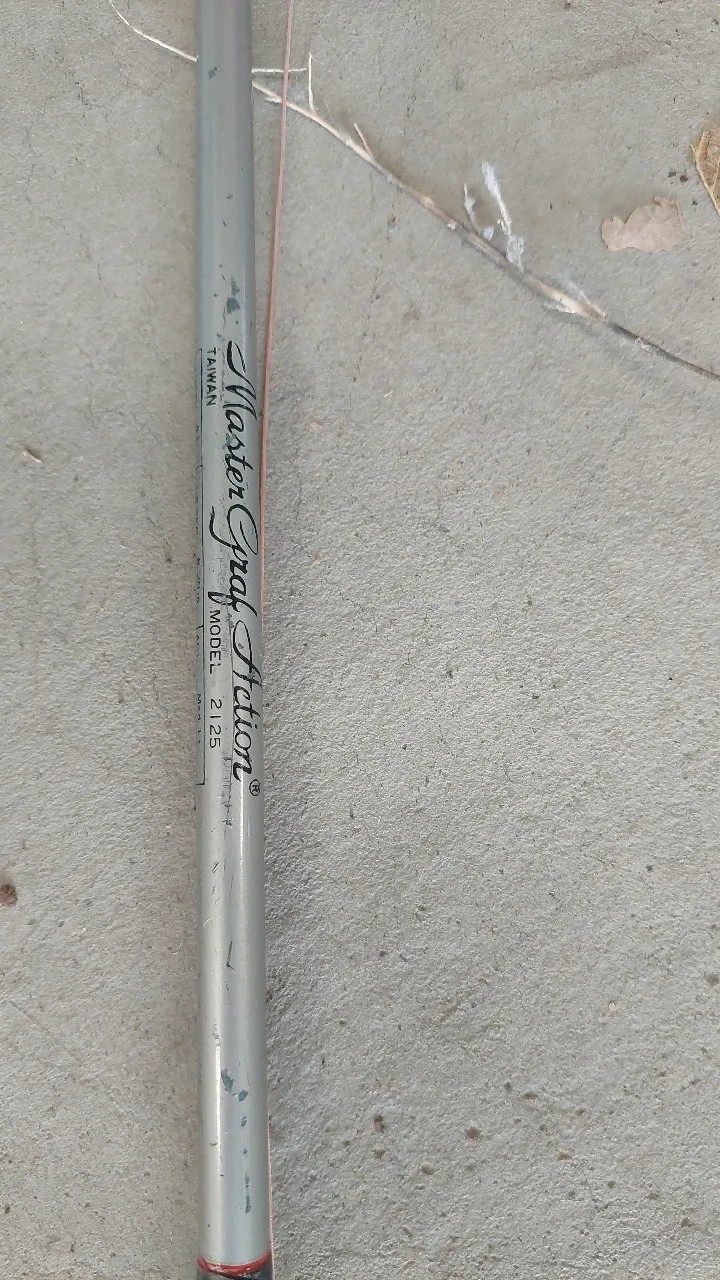 Master Graf Action®
TAIWAN
MODEL 2125